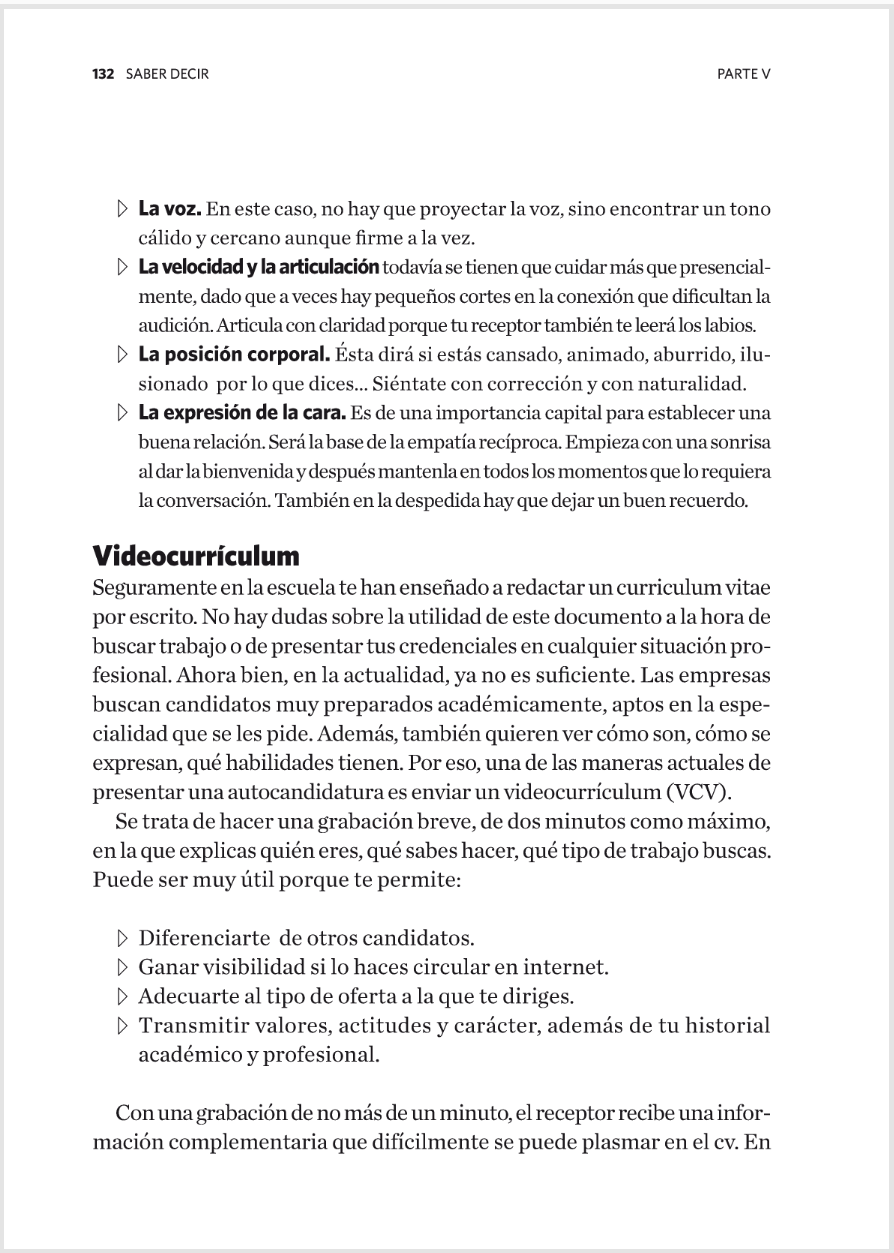 132 SABER DECIR PARTE V
▷ La voz. En este caso, no hay que proyectar la voz, sino encontrar un tono
cálido y cercano aunque firme a la vez.
▷ La velocidad y la articulación todavía se tienen que cuidar más que presencial-
mente, dado que a veces hay pequeños cortes en la conexión que dificultan la
audición. Articula con claridad porque tu receptor también te leerá los labios.
▷ La posición corporal. Ésta dirá si estás cansado, animado, aburrido, ilu-
sionado por lo que dices... Siéntate con corrección y con naturalidad.
▷ La expresión de la cara. Es de una importancia capital para establecer una
buena relación. Será la base de la empatía recíproca. Empieza con una sonrisa
al dar la bienvenida y después mantenla en todos los momentos que lo requiera
la conversación. También en la despedida hay que dejar un buen recuerdo.
Videocurrículum
Seguramente en la escuela te han enseñado a redactar un curriculum vitae
por escrito. No hay dudas sobre la utilidad de este documento a la hora de
buscar trabajo o de presentar tus credenciales en cualquier situación pro-
fesional. Ahora bien, en la actualidad, ya no es suficiente. Las empresas
buscan candidatos muy preparados académicamente, aptos en la espe-
cialidad que se les pide. Además, también quieren ver cómo son, cómo se
expresan, qué habilidades tienen. Por eso, una de las maneras actuales de
presentar una autocandidatura es enviar un videocurrículum (VCV).
Se trata de hacer una grabación breve, de dos minutos como máximo,
en la que explicas quién eres, qué sabes hacer, qué tipo de trabajo buscas.
Puede ser muy útil porque te permite:
▷ Diferenciarte de otros candidatos.
▷ Ganar visibilidad si lo haces circular en internet.
▷ Adecuarte al tipo de oferta a la que te diriges.
▷ Transmitir valores, actitudes y carácter, además de tu historial
académico y profesional.
Con una grabación de no más de un minuto, el receptor recibe una infor-
mación complementaria que difícilmente se puede plasmar en el cv. En